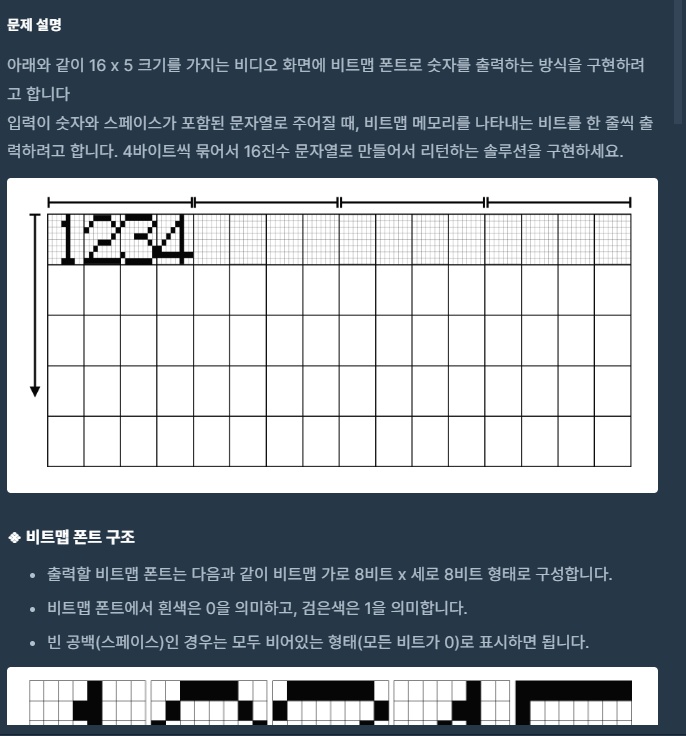 문제 설명
아래와 같이 16 x 5 크기를 가지는 비디오 화면에 비트맵 폰트로 숫자를 출력하는 방식을 구현하려
고 합니다
입력이 숫자와 스페이스가 포함된 문자열로 주어질 때, 비트맵 메모리를 나타내는 비트를 한 줄씩 출
력하려고 합니다. 4바이트씩 묶어서 16진수 문자열로 만들어서 리턴하는 솔루션을 구현하세요.
1234
※ 비트맵 폰트 구조
• 출력할 비트맵 폰트는 다음과 같이 비트맵 가로 8비트 x 세로 8비트 형태로 구성합니다.
• 비트맵 폰트에서 흰색은 0을 의미하고, 검은색은 1을 의미합니다.
• 빈 공백(스페이스)인 경우는 모두 비어있는 형태(모든 비트가 0)로 표시하면 됩니다.